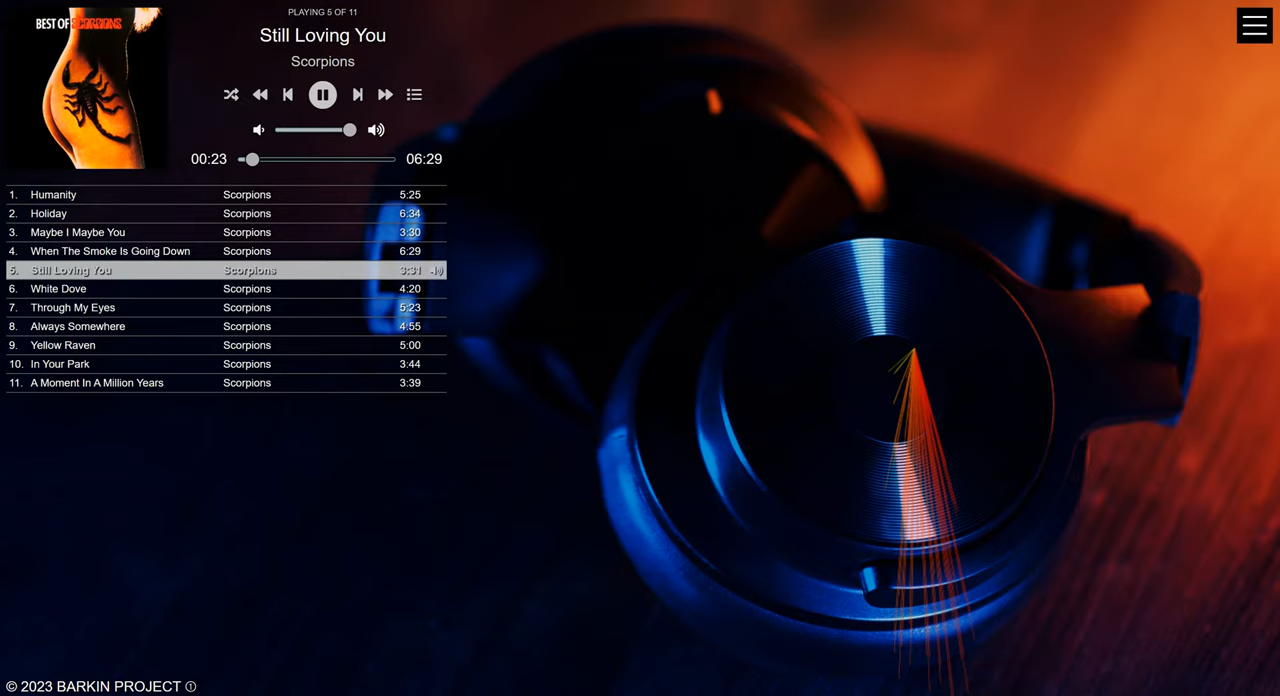 BEST OF SCORPIONS
PLAYING 5 OF 11
Still Loving You
Scorpions
00:23 06:29
1. Humanity Scorpions 5:25
2. Holiday Scorpions 6:34
3. Maybe I Maybe You Scorpions 3:30
4. When The Smoke Is Going Down Scorpions 6:29
5. Still Loving You Scorpions 3:31
6. White Dove Scorpions 4:20
7. Through My Eyes Scorpions 5:23
8. Always Somewhere Scorpions 4:55
9. Yellow Raven Scorpions 5:00
10. In Your Park Scorpions 3:44
11. A Moment In A Million Years Scorpions 3:39
© 2023 BARKIN PROJECT ①